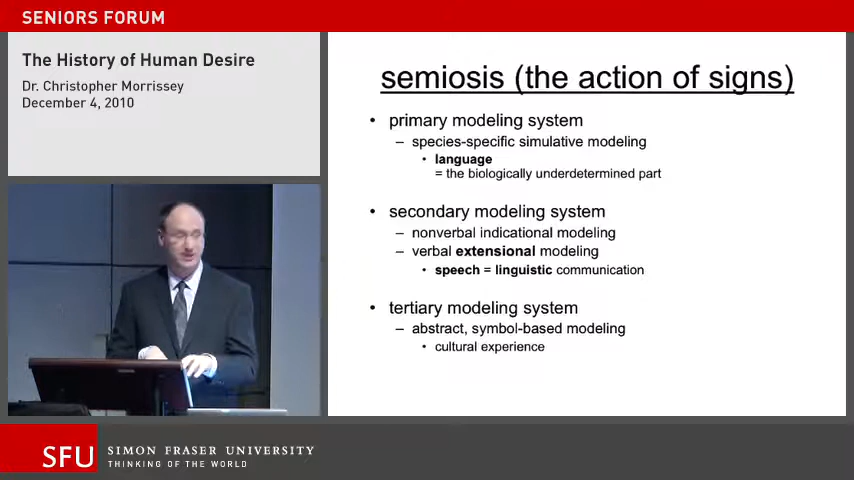 SENIORS FORUM
The History of Human Desire
Dr. Christopher Morrissey
December 4, 2010
semiosis (the action of signs)
• primary modeling system
– species-specific simulative modeling
• language
= the biologically underdetermined part
• secondary modeling system
– nonverbal indicational modeling
– verbal extensional modeling
• speech = linguistic communication
• tertiary modeling system
– abstract, symbol-based modeling
• cultural experience
SFU
SIMON FRASER UNIVERSITY
THINKING OF THE WORLD